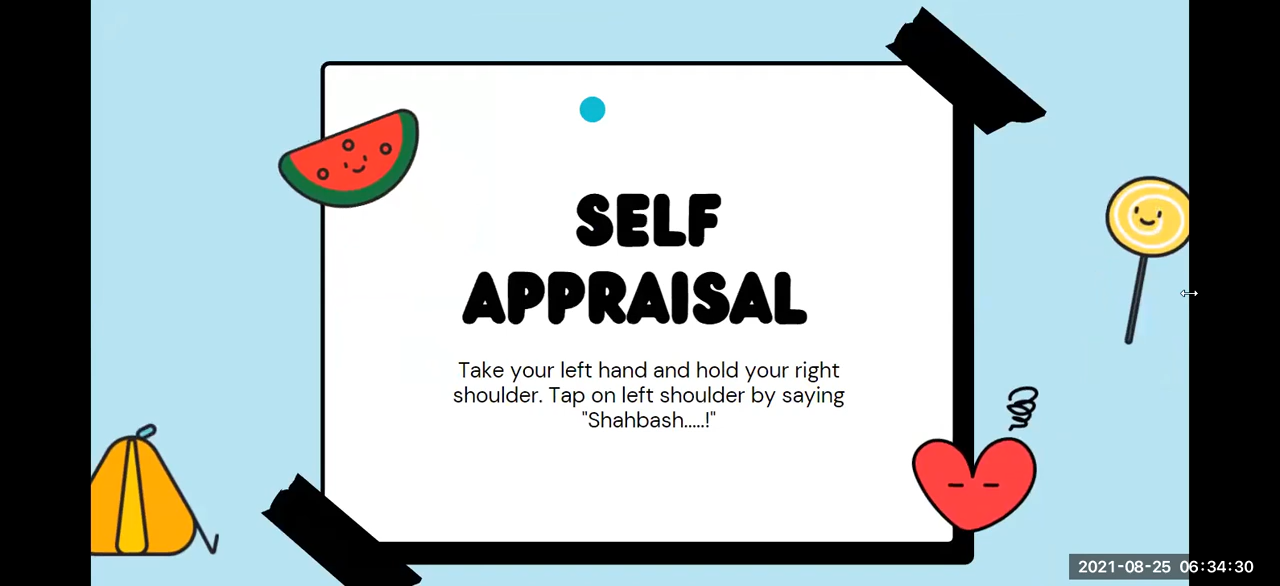 SELF
APPRAISAL
Take your left hand and hold your right
shoulder. Tap on left shoulder by saying
"Shahbash.....!"
2021-08-25 06:34:30